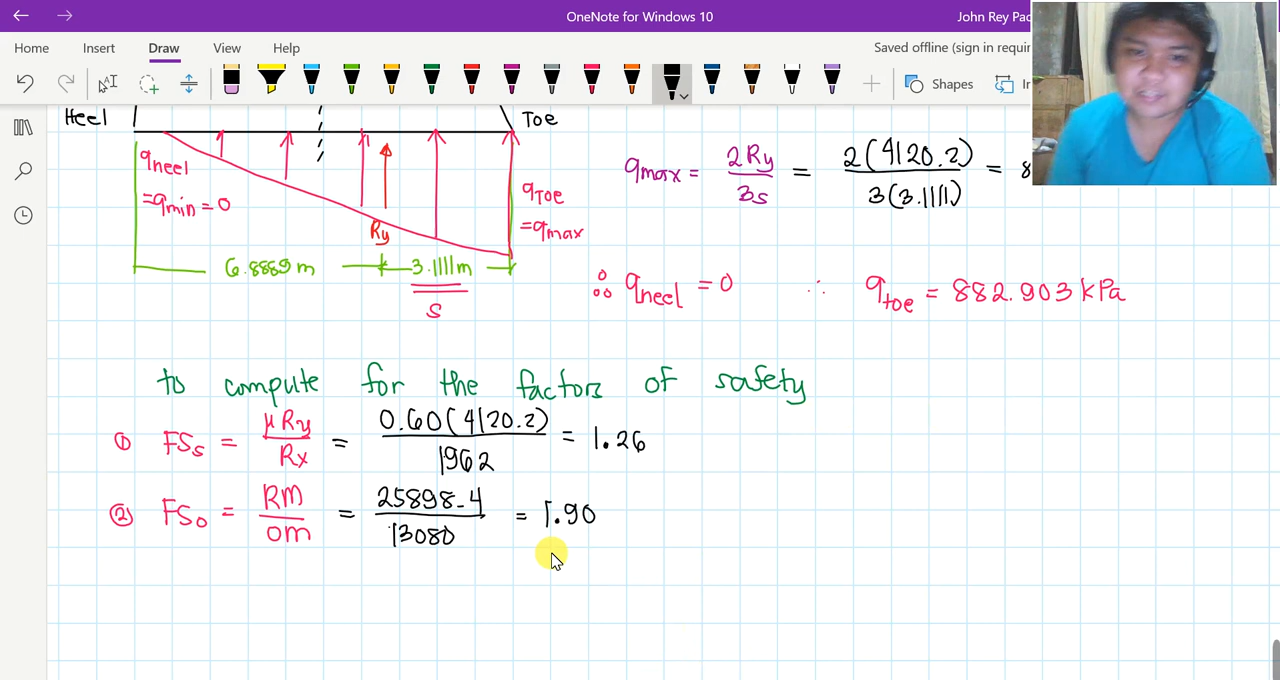 OneNote for Windows 10
John Rey Pac
Home Insert Draw View Help
Saved offline (sign in requir
Shapes
In
Heel
Toe
qHeel
=qmin = 0
qToe
=qmax
Ry
6.8889 m
3.1111 m
s
qmax = 2Ry / 3s = 2(4120.2) / 3(3.1111) = 8
∴ qHeel = 0
∴ qtoe = 882.903 kPa
to compute for the factors of safety
① FSs = μRy / Rx = 0.60(4120.2) / 1962 = 1.26
② FSo = RM / OM = 25898.4 / 13080 = 1.90